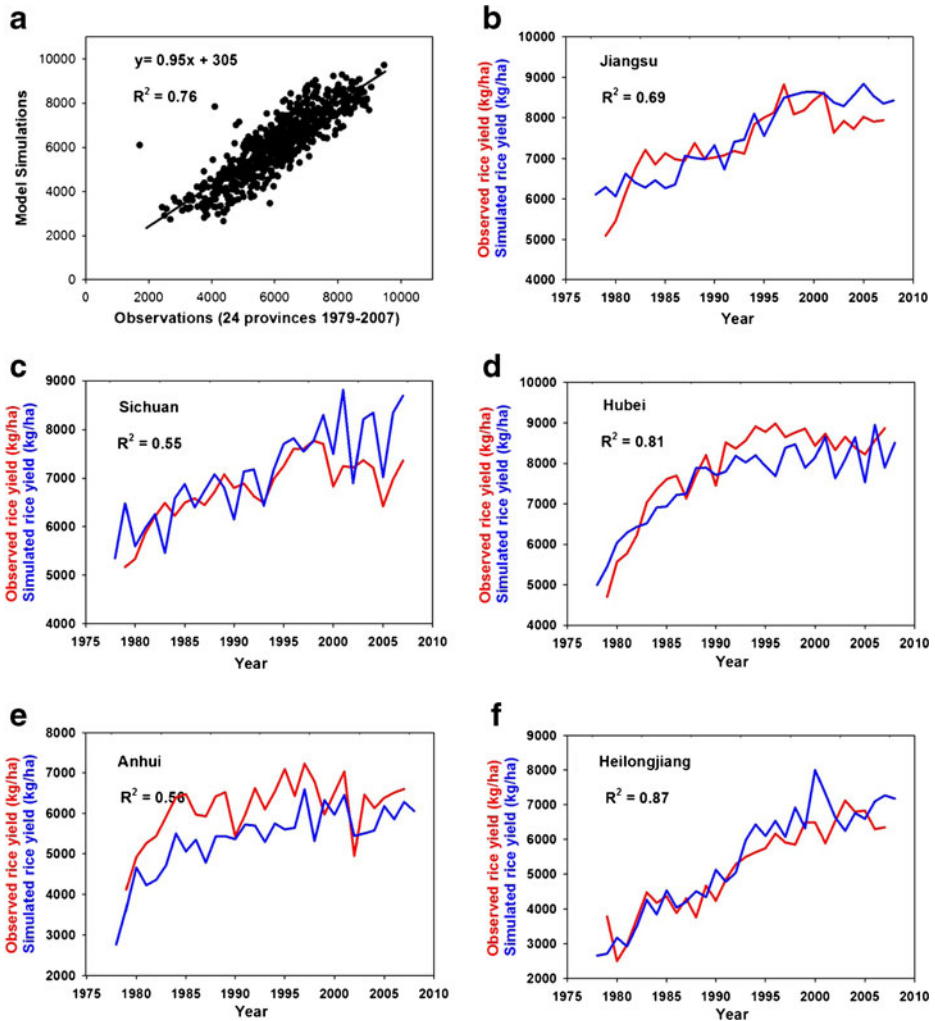 a
y= 0.95x + 305
R² = 0.76
Model Simulations
10000
8000
6000
4000
2000
0
0 2000 4000 6000 8000 10000
Observations (24 provinces 1979-2007)
b
Jiangsu
R² = 0.69
Observed rice yield (kg/ha)
Simulated rice yield (kg/ha)
10000
9000
8000
7000
6000
5000
4000
1975 1980 1985 1990 1995 2000 2005 2010
Year
c
Sichuan
R² = 0.55
Observed rice yield (kg/ha)
Simulated rice yield (kg/ha)
9000
8000
7000
6000
5000
4000
1975 1980 1985 1990 1995 2000 2005 2010
Year
d
Hubei
R² = 0.81
Observed rice yield (kg/ha)
Simulated rice yield (kg/ha)
10000
9000
8000
7000
6000
5000
4000
1975 1980 1985 1990 1995 2000 2005 2010
Year
e
Anhui
R² = 0.56
Observed rice yield (kg/ha)
Simulated rice yield (kg/ha)
8000
7000
6000
5000
4000
3000
2000
1975 1980 1985 1990 1995 2000 2005 2010
Year
f
Heilongjiang
R² = 0.87
Observed rice yield (kg/ha)
Simulated rice yield (kg/ha)
9000
8000
7000
6000
5000
4000
3000
2000
1975 1980 1985 1990 1995 2000 2005 2010
Year